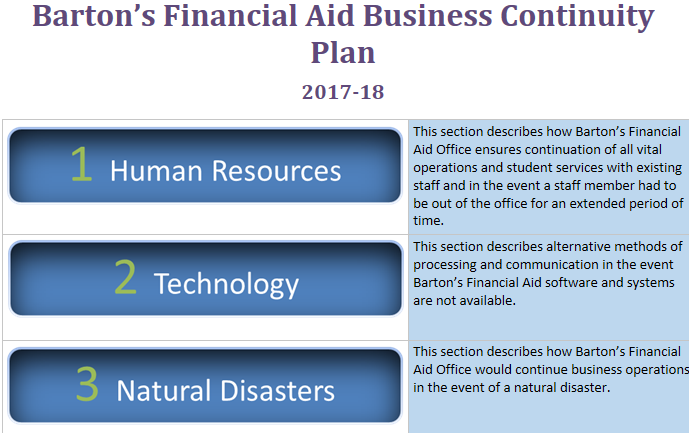 Barton’s Financial Aid Business Continuity
Plan
2017-18
1 Human Resources
This section describes how Barton’s Financial
Aid Office ensures continuation of all vital
operations and student services with existing
staff and in the event a staff member had to
be out of the office for an extended period of
time.
2 Technology
This section describes alternative methods of
processing and communication in the event
Barton’s Financial Aid software and systems
are not available.
3 Natural Disasters
This section describes how Barton’s Financial
Aid Office would continue business operations
in the event of a natural disaster.